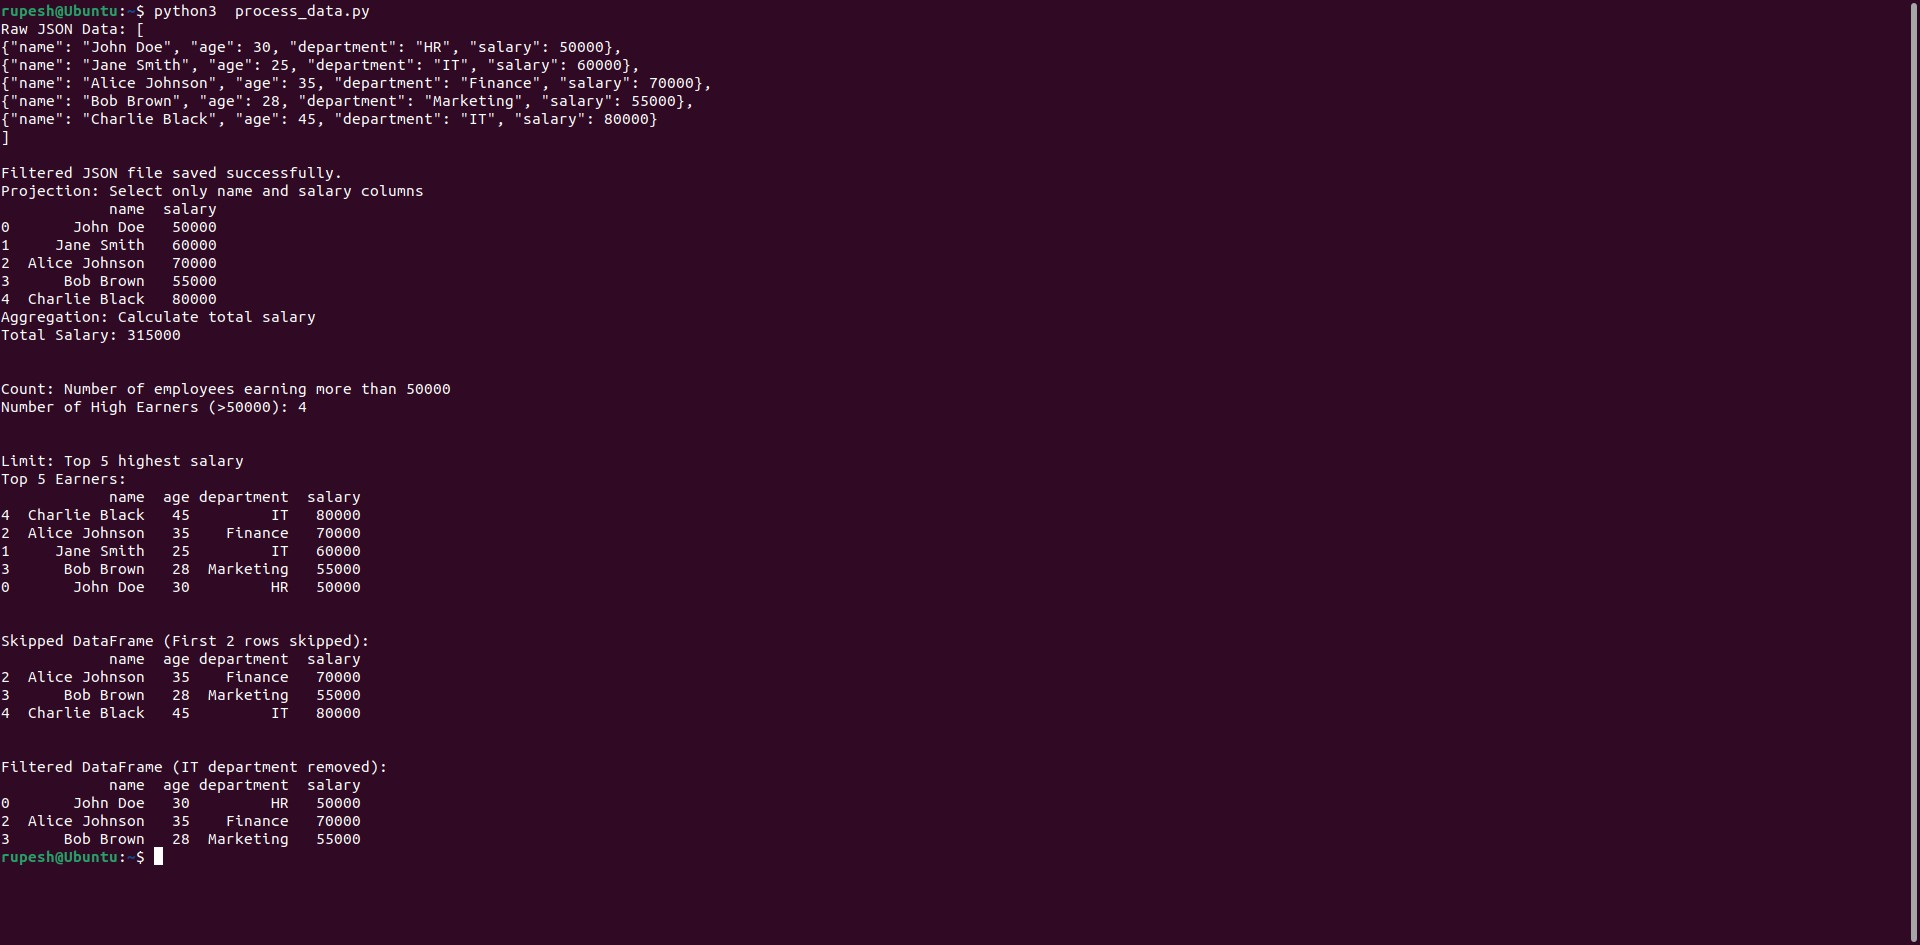 rupesh@Ubuntu:~$ python3  process_data.py
Raw JSON Data: [
{"name": "John Doe", "age": 30, "department": "HR", "salary": 50000},
{"name": "Jane Smith", "age": 25, "department": "IT", "salary": 60000},
{"name": "Alice Johnson", "age": 35, "department": "Finance", "salary": 70000},
{"name": "Bob Brown", "age": 28, "department": "Marketing", "salary": 55000},
{"name": "Charlie Black", "age": 45, "department": "IT", "salary": 80000}
]

Filtered JSON file saved successfully.
Projection: Select only name and salary columns
            name  salary
0       John Doe   50000
1     Jane Smith   60000
2  Alice Johnson   70000
3      Bob Brown   55000
4  Charlie Black   80000
Aggregation: Calculate total salary
Total Salary: 315000


Count: Number of employees earning more than 50000
Number of High Earners (>50000): 4


Limit: Top 5 highest salary
Top 5 Earners:
            name  age department  salary
4  Charlie Black   45         IT   80000
2  Alice Johnson   35    Finance   70000
1     Jane Smith   25         IT   60000
3      Bob Brown   28  Marketing   55000
0       John Doe   30         HR   50000


Skipped DataFrame (First 2 rows skipped):
            name  age department  salary
2  Alice Johnson   35    Finance   70000
3      Bob Brown   28  Marketing   55000
4  Charlie Black   45         IT   80000


Filtered DataFrame (IT department removed):
            name  age department  salary
0       John Doe   30         HR   50000
2  Alice Johnson   35    Finance   70000
3      Bob Brown   28  Marketing   55000
rupesh@Ubuntu:~$